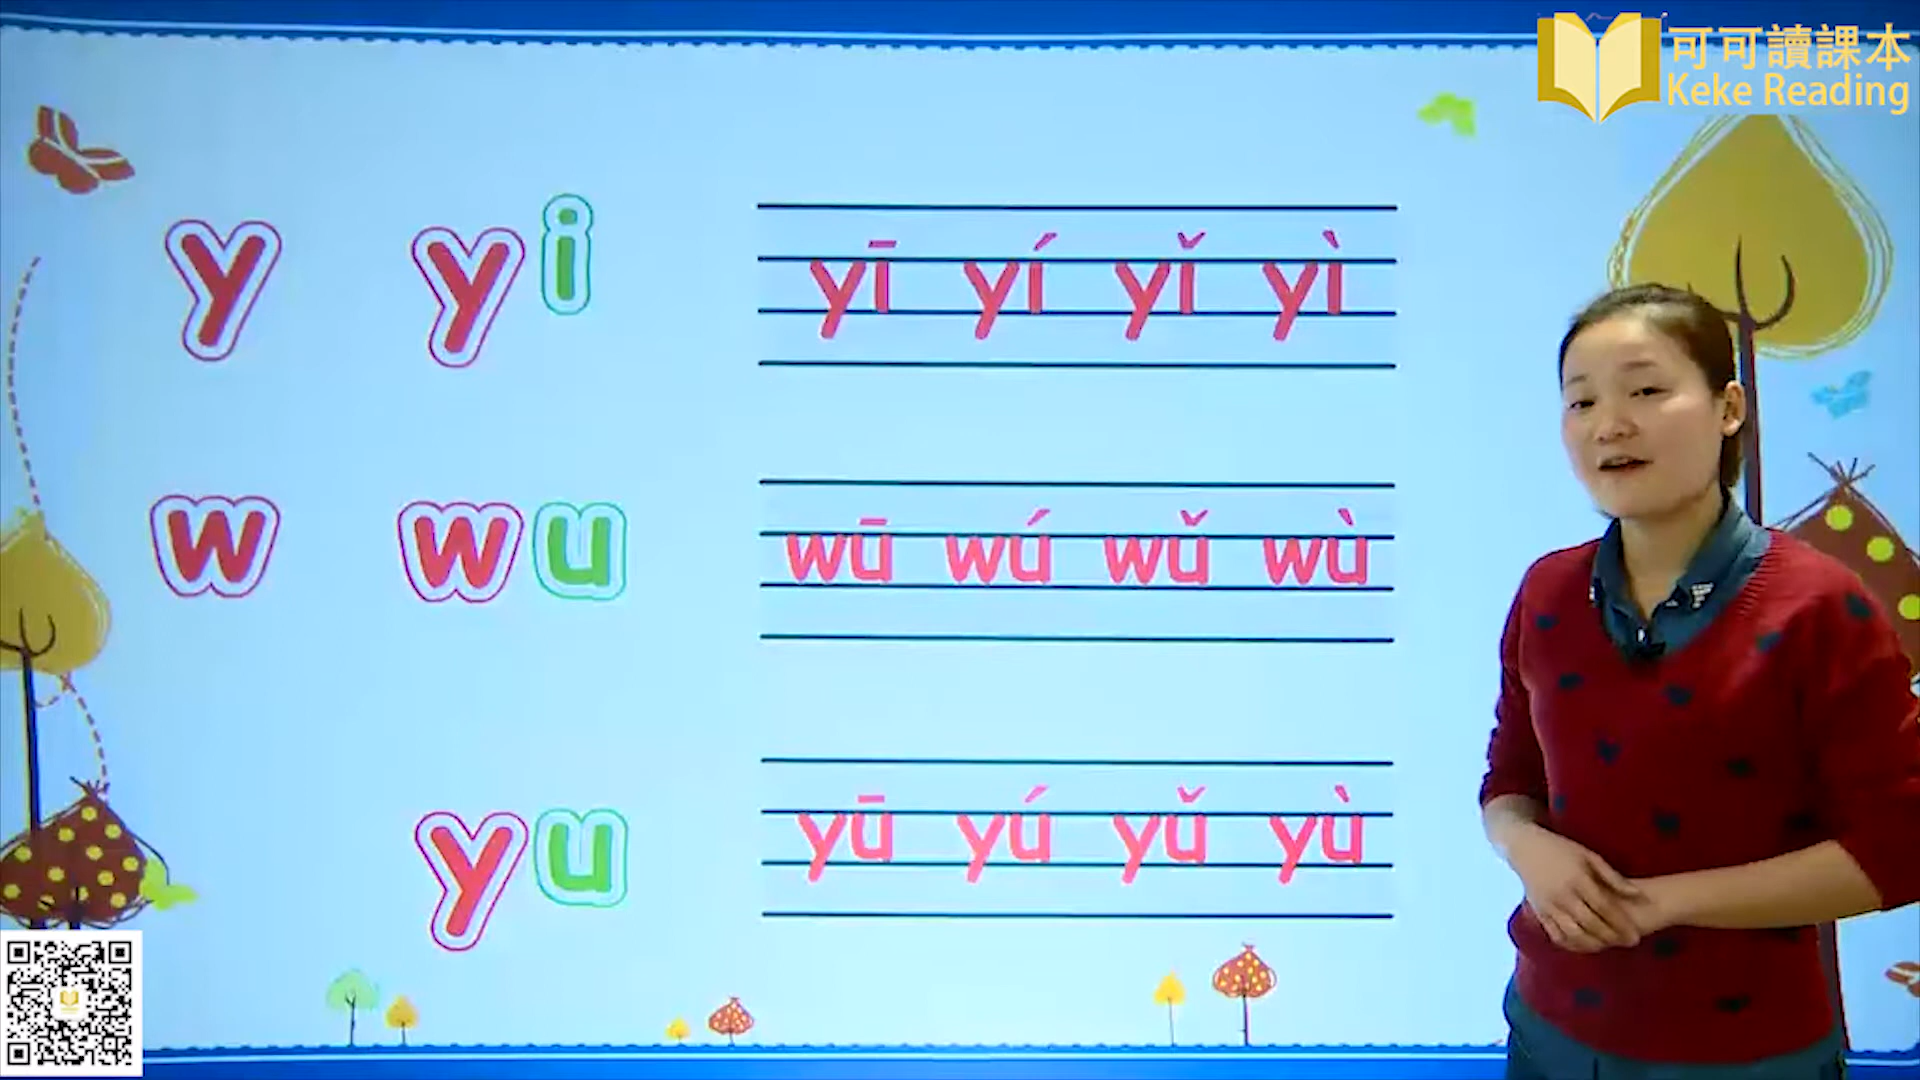 可可讀課本
Keke Reading
y yi yī yí yǐ yì
w wu wū wú wǔ wù
yu yū yú yǔ yù